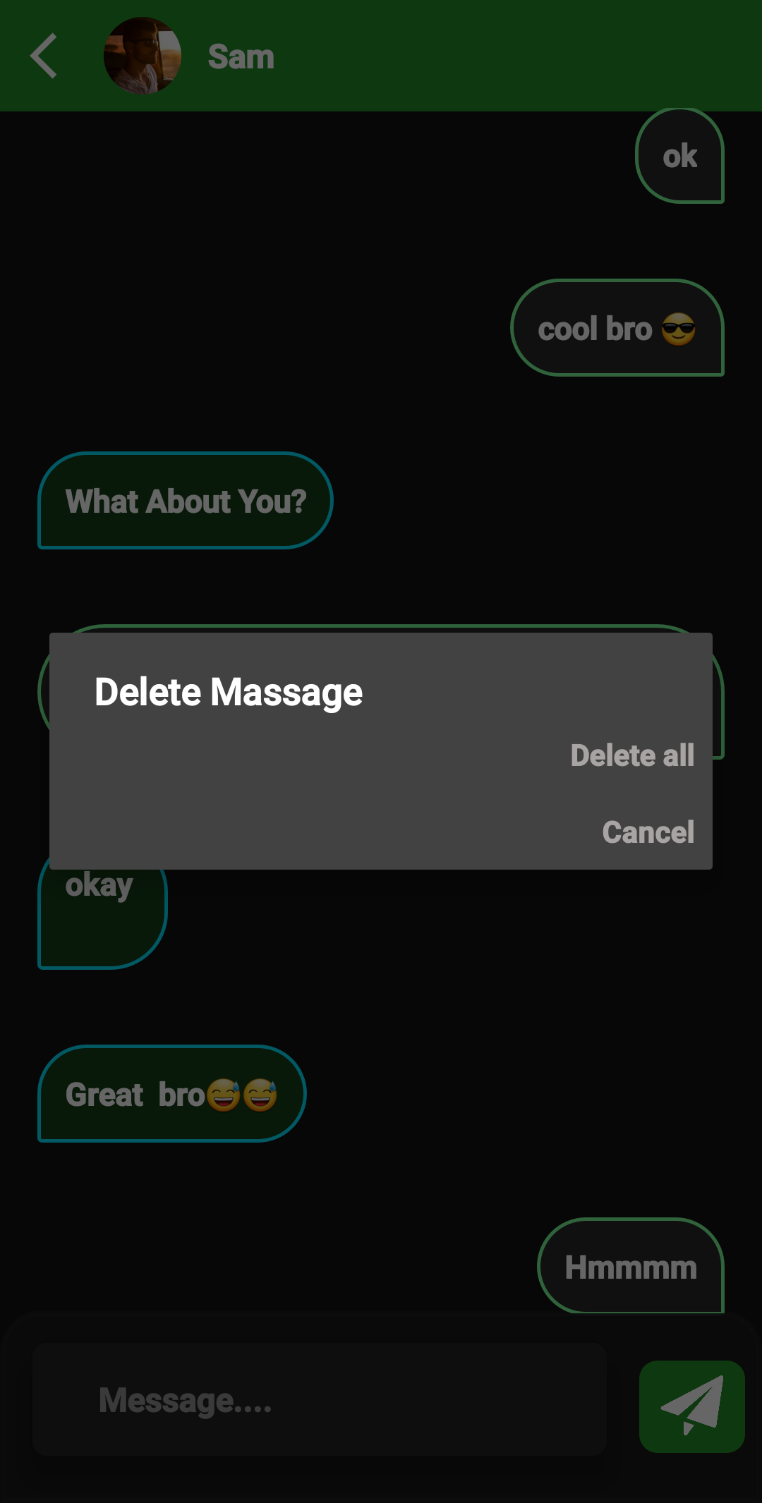 Sam
ok
cool bro 😎
What About You?
Delete Massage
Delete all
Cancel
okay
Great  bro😅😅
Hmmmm
Message....